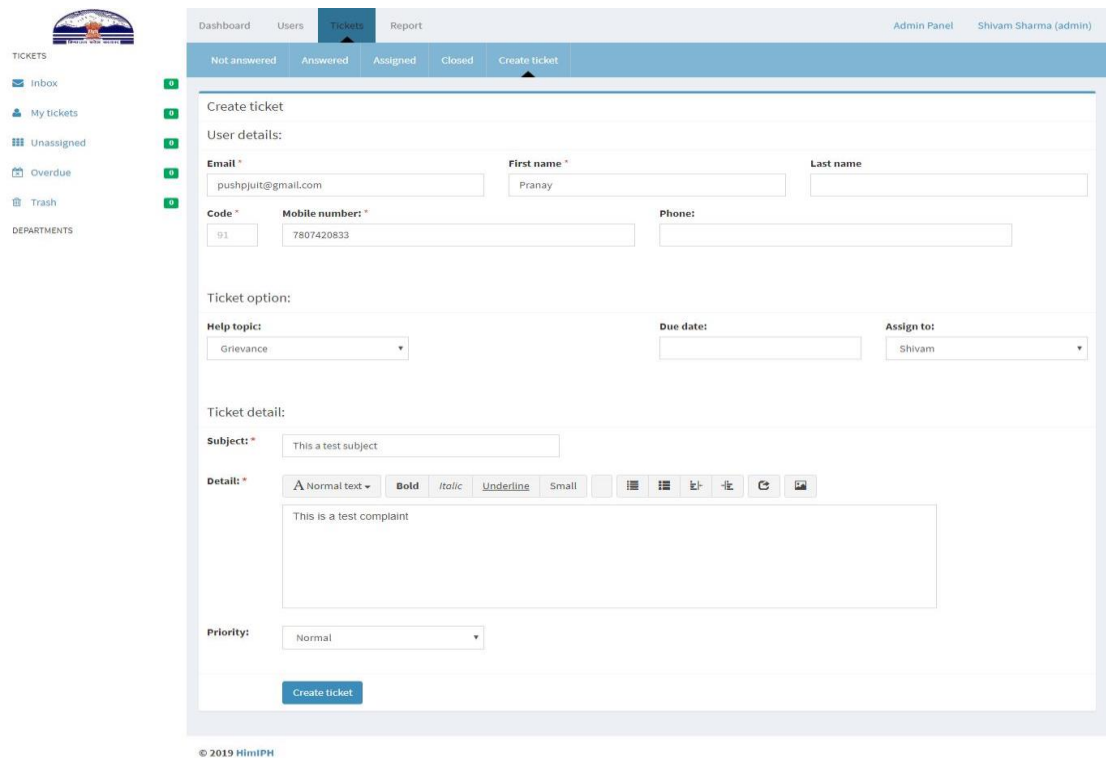 Dashboard Users Tickets Report Admin Panel Shivam Sharma (admin)
TICKETS
Not answered Answered Assigned Closed Create ticket
Inbox 0
My tickets 0
Unassigned 0
Overdue 0
Trash 0
DEPARTMENTS
Create ticket
User details:
Email * First name * Last name
pushpjuit@gmail.com Pranay
Code * Mobile number: * Phone:
91 7807420833
Ticket option:
Help topic: Due date: Assign to:
Grievance Shivam
Ticket detail:
Subject: * This a test subject
Detail: * A Normal text Bold Italic Underline Small
This is a test complaint
Priority: Normal
Create ticket
© 2019 HimIPH